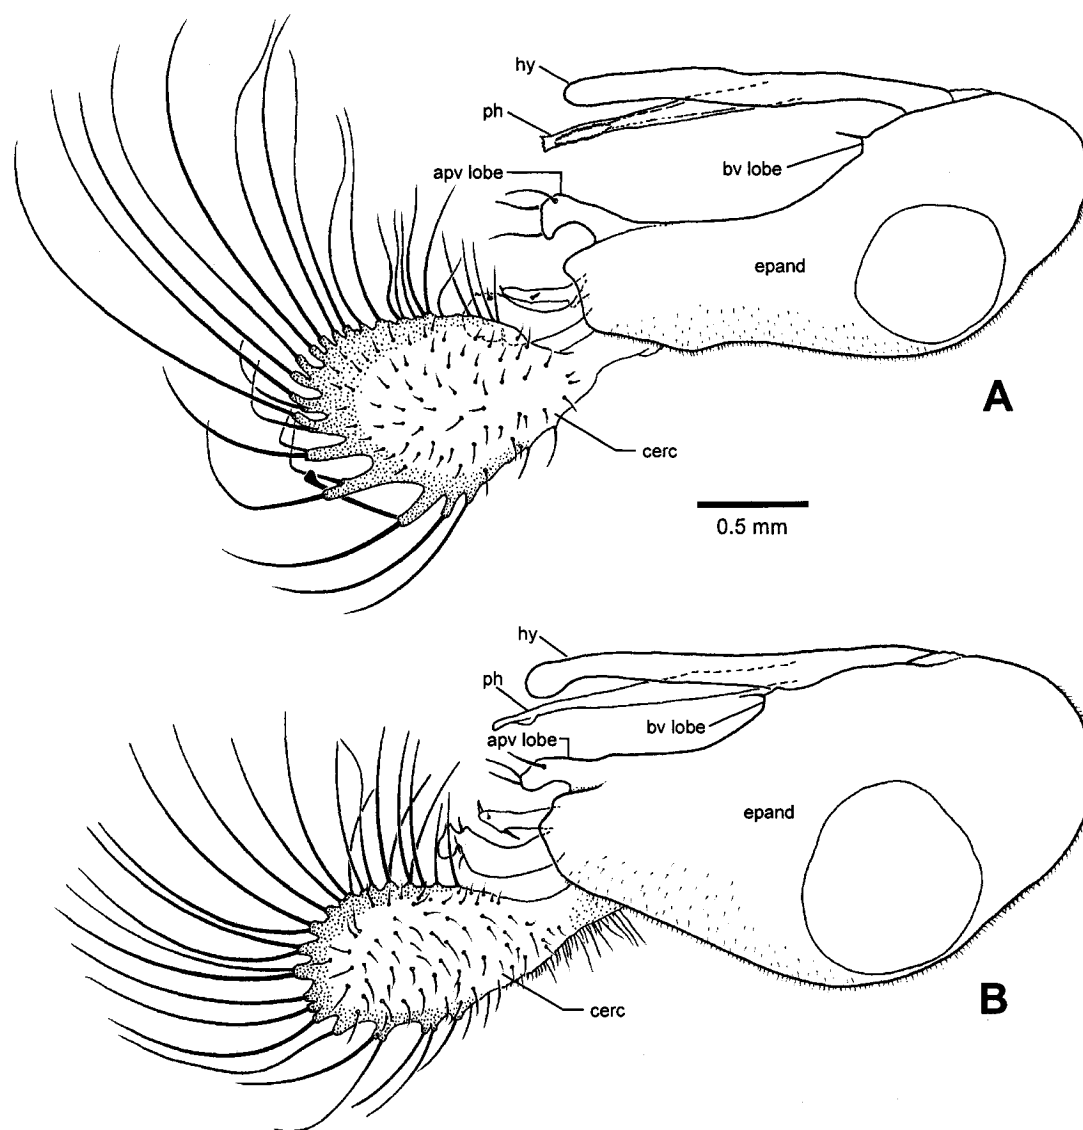 hy
ph
apv lobe
bv lobe
epand
A
cerc
0.5 mm
hy
ph
apv lobe
bv lobe
epand
B
cerc